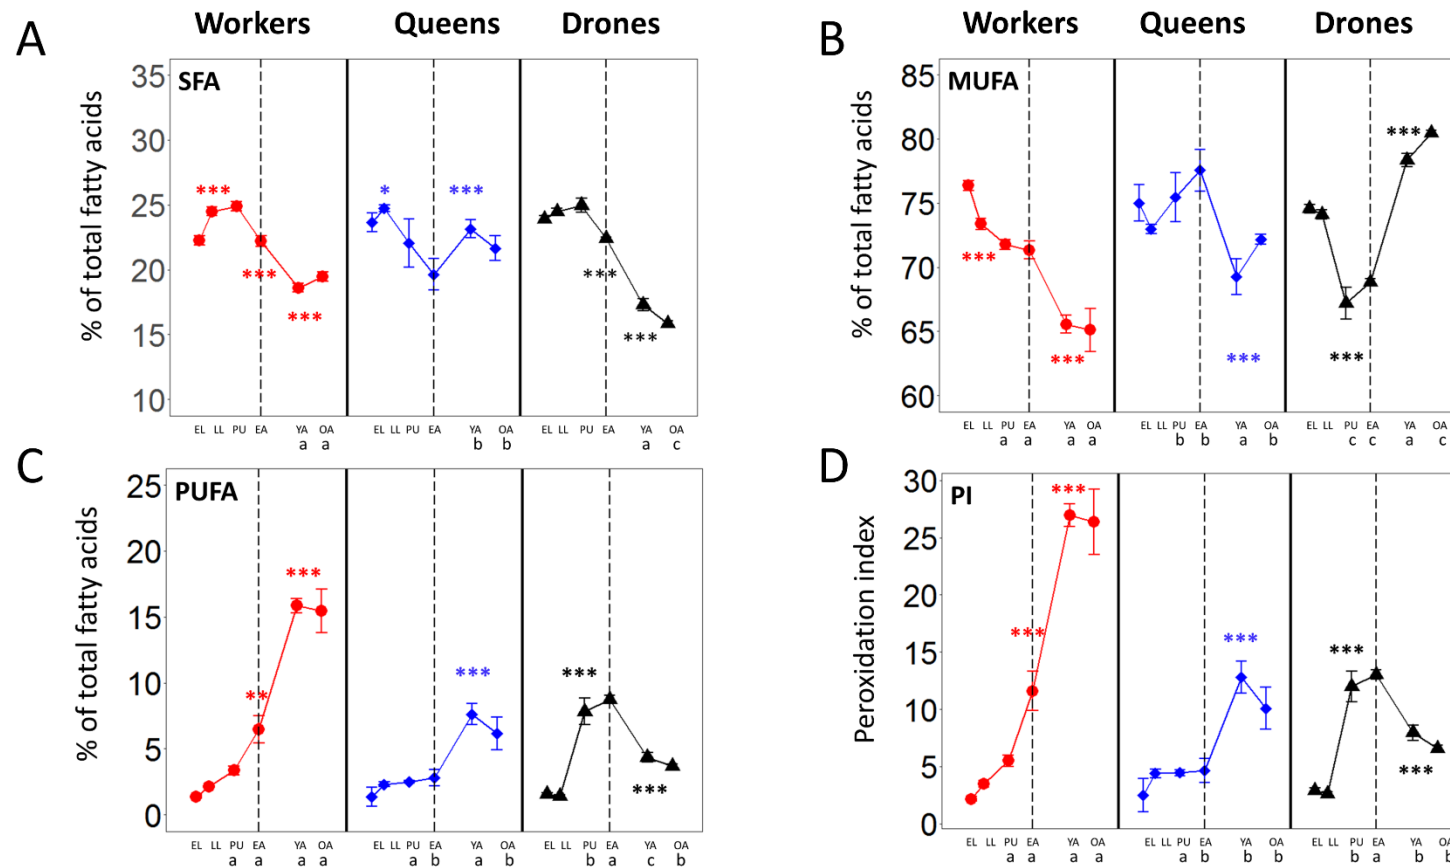 A
Workers Queens Drones
SFA
% of total fatty acids
35
30
25
20
15
10
*** * ***
*** ***
*** ***
EL LL PU EA YA OA EL LL PU EA YA OA EL LL PU EA YA OA
a a b b a c
B
Workers Queens Drones
MUFA
% of total fatty acids
85
80
75
70
65
60
***
***
*** *** ***
EL LL PU EA YA OA EL LL PU EA YA OA EL LL PU EA YA OA
a a a a b b a b c c a c
C
PUFA
% of total fatty acids
25
20
15
10
5
0
***
** *** ***
***
EL LL PU EA YA OA EL LL PU EA YA OA EL LL PU EA YA OA
a a a a a b a b b a c b
D
PI
Peroxidation index
30
25
20
15
10
5
0
***
*** *** ***
***
EL LL PU EA YA OA EL LL PU EA YA OA EL LL PU EA YA OA
a a a a a b b b b a b b